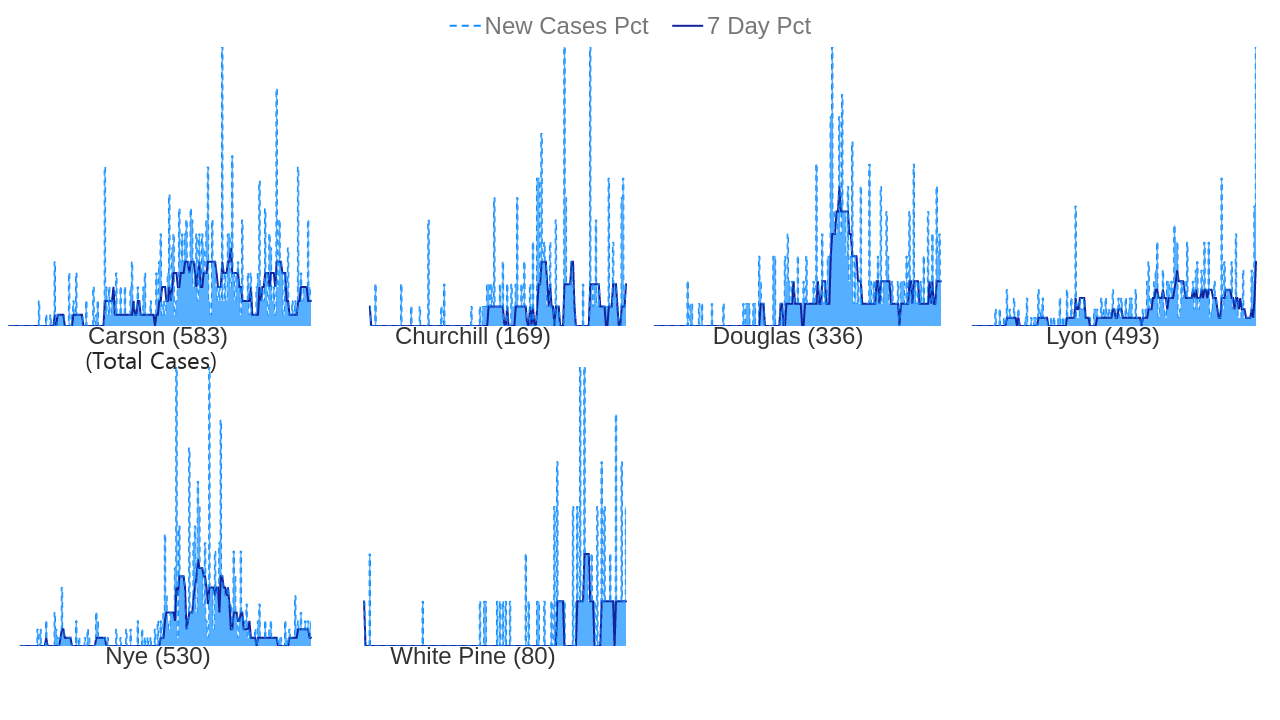 New Cases Pct 7 Day Pct
Carson (583) Churchill (169) Douglas (336) Lyon (493)
(Total Cases)
Nye (530) White Pine (80)